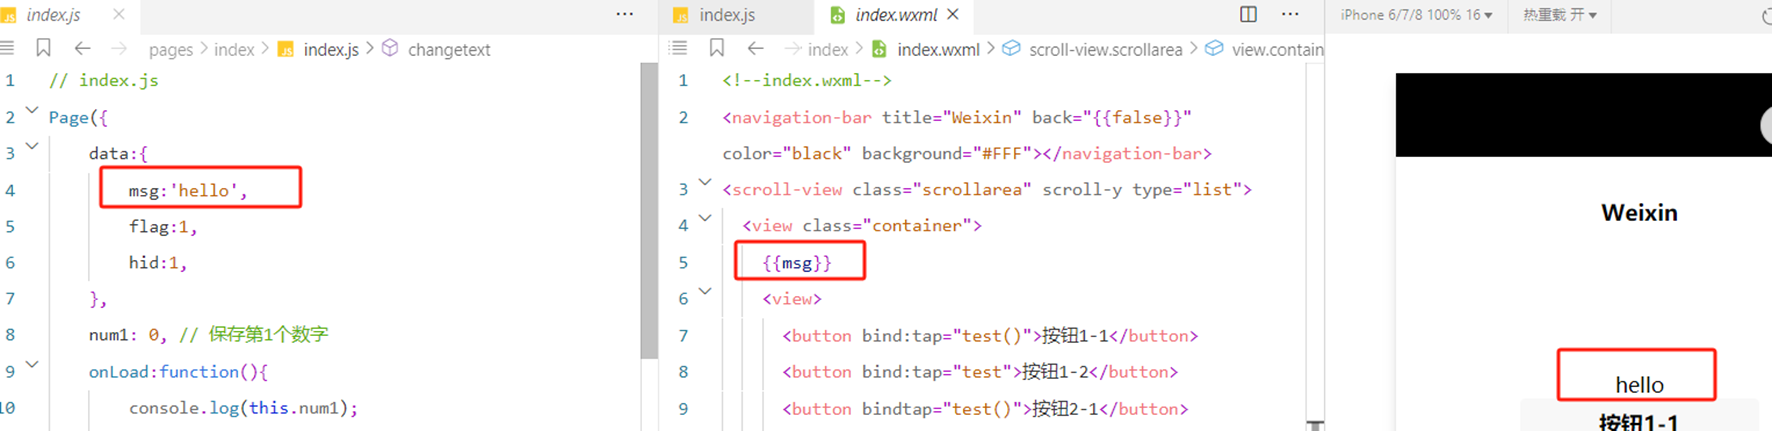 index.js
pages > index > index.js > changetext
1 // index.js
2 Page({
3 data:{
4 msg:'hello',
5 flag:1,
6 hid:1,
7 },
8 num1: 0, // 保存第1个数字
9 onLoad:function(){
10 console.log(this.num1);
index.js index.wxml
index > index.wxml > scroll-view.scrollarea > view.contain
1 <!--index.wxml-->
2 <navigation-bar title="Weixin" back="{{false}}"
color="black" background="#FFF"></navigation-bar>
3 <scroll-view class="scrollarea" scroll-y type="list">
4 <view class="container">
5 {{msg}}
6 <view>
7 <button bind:tap="test()">按钮1-1</button>
8 <button bind:tap="test">按钮1-2</button>
9 <button bindtap="test()">按钮2-1</button>
iPhone 6/7/8 100% 16 热重载 开
Weixin
hello
按钮1-1